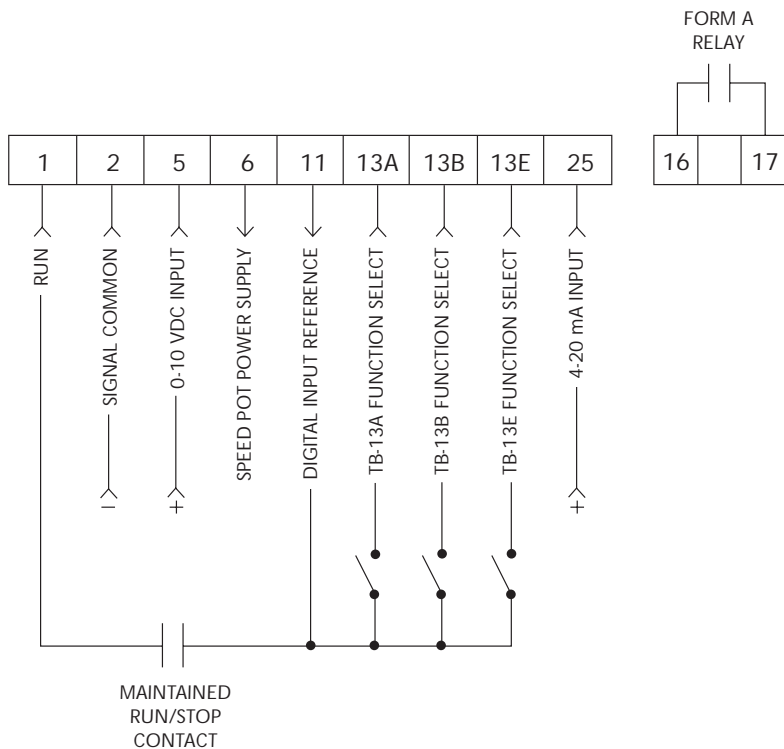 FORM A
RELAY
1 2 5 6 11 13A 13B 13E 25 16 17
RUN
SIGNAL COMMON
0-10 VDC INPUT
SPEED POT POWER SUPPLY
DIGITAL INPUT REFERENCE
TB-13A FUNCTION SELECT
TB-13B FUNCTION SELECT
TB-13E FUNCTION SELECT
4-20 mA INPUT
-
+
+
MAINTAINED
RUN/STOP
CONTACT